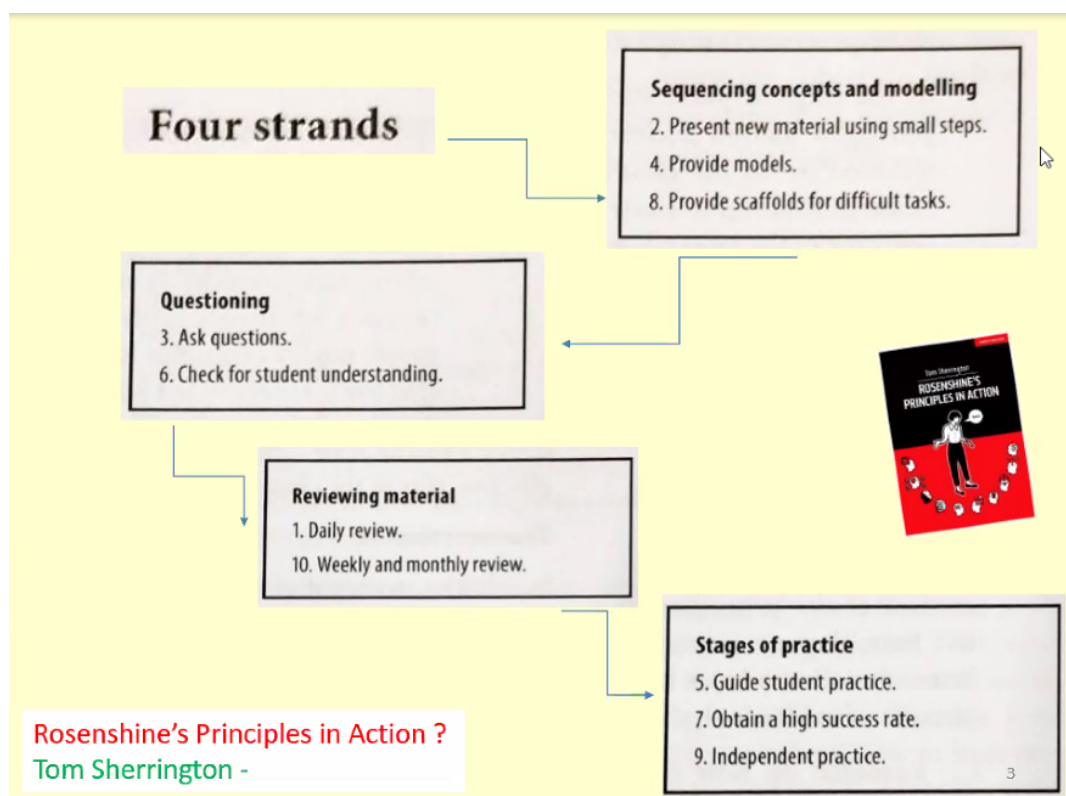 Four strands
Sequencing concepts and modelling
2. Present new material using small steps.
4. Provide models.
8. Provide scaffolds for difficult tasks.
Questioning
3. Ask questions.
6. Check for student understanding.
Tom Sherrington
ROSENSHINE'S
PRINCIPLES IN ACTION
Reviewing material
1. Daily review.
10. Weekly and monthly review.
Stages of practice
5. Guide student practice.
7. Obtain a high success rate.
9. Independent practice.
Rosenshine's Principles in Action ?
Tom Sherrington -
3